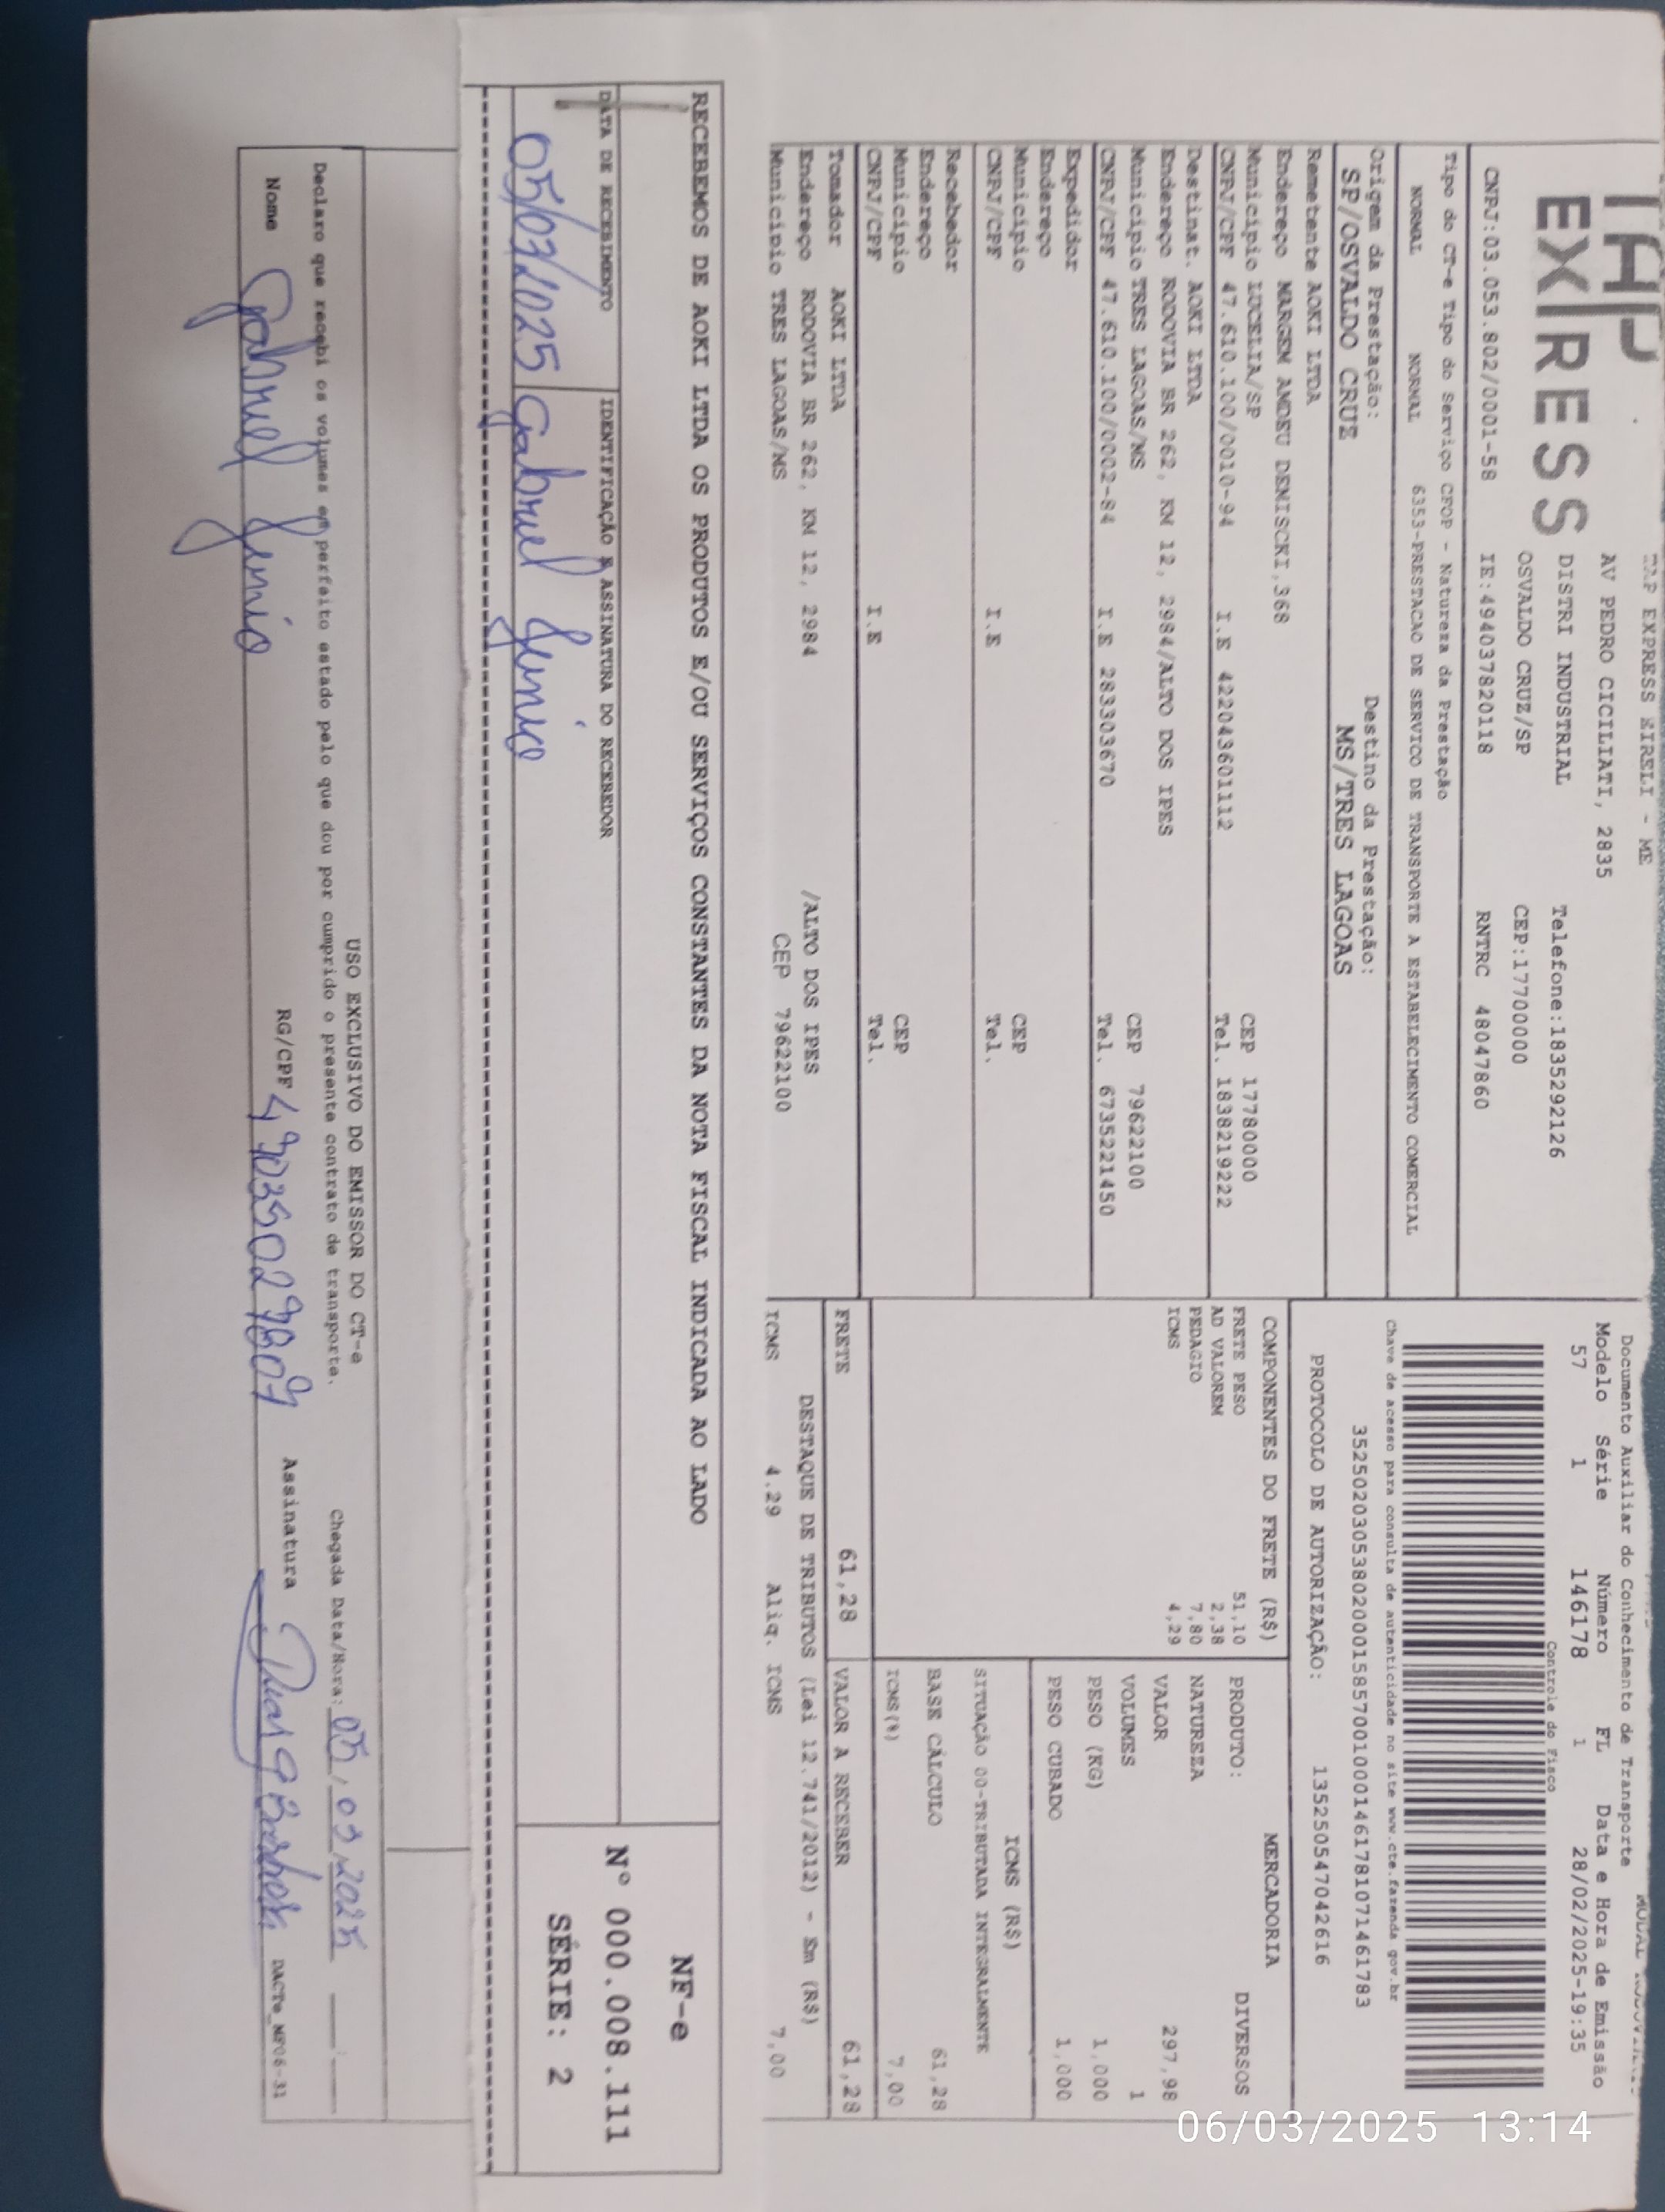 THP
EXPRESS
EXPRESS EIRELI - ME
AV PEDRO CICILIATI, 2835
DISTRI INDUSTRIAL Telefone:1835292126
OSVALDO CRUZ/SP CEP:17700000
CNPJ:03.053.802/0001-58 IE:494037820118 RNTRC 48047860
Tipo do CT-e Tipo do Serviço CFOP - Natureza da Prestação
NORMAL NORMAL 6353-PRESTACAO DE SERVICO DE TRANSPORTE A ESTABELECIMENTO COMERCIAL
Origem da Prestação: Destino da Prestação:
SP/OSVALDO CRUZ MS/TRES LAGOAS
Remetente AOKI LTDA
Endereço MARGEM AMDEU DENISCKI,368
Município LUCELIA/SP CEP 17780000
CNPJ/CPF 47.610.100/0010-94 I.E 422043601112 Tel. 1838219222
Destinat. AOKI LTDA
Endereço RODOVIA BR 262, KM 12, 2984/ALTO DOS IPES
Município TRES LAGOAS/MS CEP 79622100
CNPJ/CPF 47.610.100/0002-84 I.E 283303670 Tel. 6735221450
Expedidor
Endereço
Município CEP
CNPJ/CPF I.E Tel.
Recebedor
Endereço
Município CEP
CNPJ/CPF I.E Tel.
Tomador AOKI LTDA
Endereço RODOVIA BR 262, KM 12, 2984 /ALTO DOS IPES
Município TRES LAGOAS/MS CEP 79622100
Documento Auxiliar do Conhecimento de Transporte
Modelo Série Número FL Data e Hora de Emissão
57 1 146178 1 28/02/2025-19:35
Controle do Fisco
Chave de acesso para consulta de autenticidade no site www.cte.fazenda.gov.br
35250203053802000158570010001461781071461783
PROTOCOLO DE AUTORIZAÇÃO: 135250547042616
COMPONENTES DO FRETE (R$)
FRETE PESO 51,10
AD VALOREM 2,38
PEDAGIO 7,80
ICMS 4,29
MERCADORIA
PRODUTO: DIVERSOS
NATUREZA
VALOR 297,98
VOLUMES 1
PESO (KG) 1,000
PESO CUBADO 1,000
ICMS (R$)
SITUAÇÃO 00-TRIBUTADA INTEGRALMENTE
BASE CÁLCULO 61,28
ICMS(%) 7,00
FRETE 61,28 VALOR A RECEBER 61,28
DESTAQUE DE TRIBUTOS (Lei 12.741/2012) - Em (R$)
ICMS 4.29 Aliq. ICMS 7,00
RECEBEMOS DE AOKI LTDA OS PRODUTOS E/OU SERVIÇOS CONSTANTES DA NOTA FISCAL INDICADA AO LADO
DATA DE RECEBIMENTO IDENTIFICAÇÃO E ASSINATURA DO RECEBEDOR
05/03/2025 Gabriel Junio
NF-e
N° 000.008.111
SÉRIE: 2
USO EXCLUSIVO DO EMISSOR DO CT-e
Declaro que recebi os volumes em perfeito estado pelo que dou por cumprido o presente contrato de transporte.
Chegada Data/Hora: 05/03/2025
Nome Gabriel Junio RG/CPF Assinatura
DACTe_MF06-31
06/03/2025 13:14